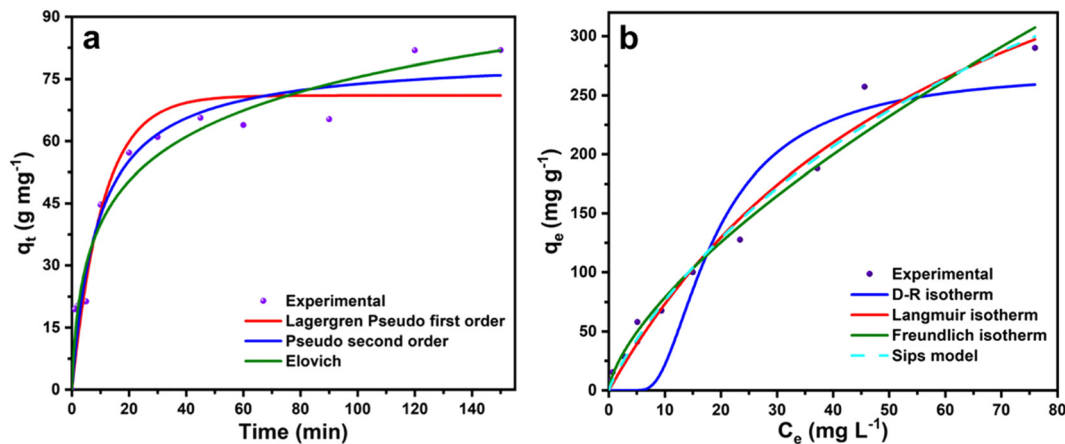 a
90
75
60
45
30
15
0
q_t (g mg⁻¹)
Experimental
Lagergren Pseudo first order
Pseudo second order
Elovich
0 20 40 60 80 100 120 140
Time (min)
b
300
250
200
150
100
50
0
q_e (mg g⁻¹)
Experimental
D-R isotherm
Langmuir isotherm
Freundlich isotherm
Sips model
0 10 20 30 40 50 60 70 80
C_e (mg L⁻¹)